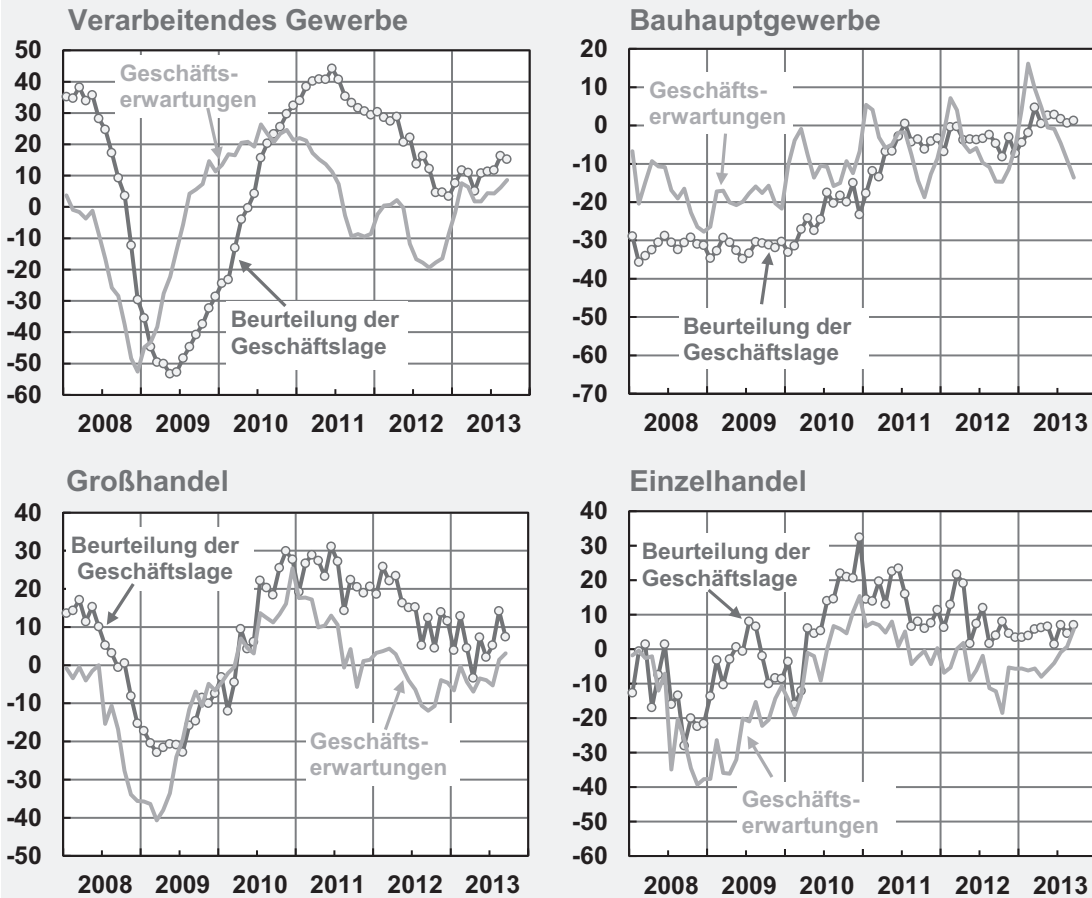 Verarbeitendes Gewerbe
50
40
30
20
10
0
-10
-20
-30
-40
-50
-60
Geschäfts-
erwartungen
Beurteilung der
Geschäftslage
2008 2009 2010 2011 2012 2013
Bauhauptgewerbe
20
10
0
-10
-20
-30
-40
-50
-60
-70
Geschäfts-
erwartungen
Beurteilung der
Geschäftslage
2008 2009 2010 2011 2012 2013
Großhandel
40
30
20
10
0
-10
-20
-30
-40
-50
Beurteilung der
Geschäftslage
Geschäfts-
erwartungen
2008 2009 2010 2011 2012 2013
Einzelhandel
40
30
20
10
0
-10
-20
-30
-40
-50
-60
Beurteilung der
Geschäftslage
Geschäfts-
erwartungen
2008 2009 2010 2011 2012 2013